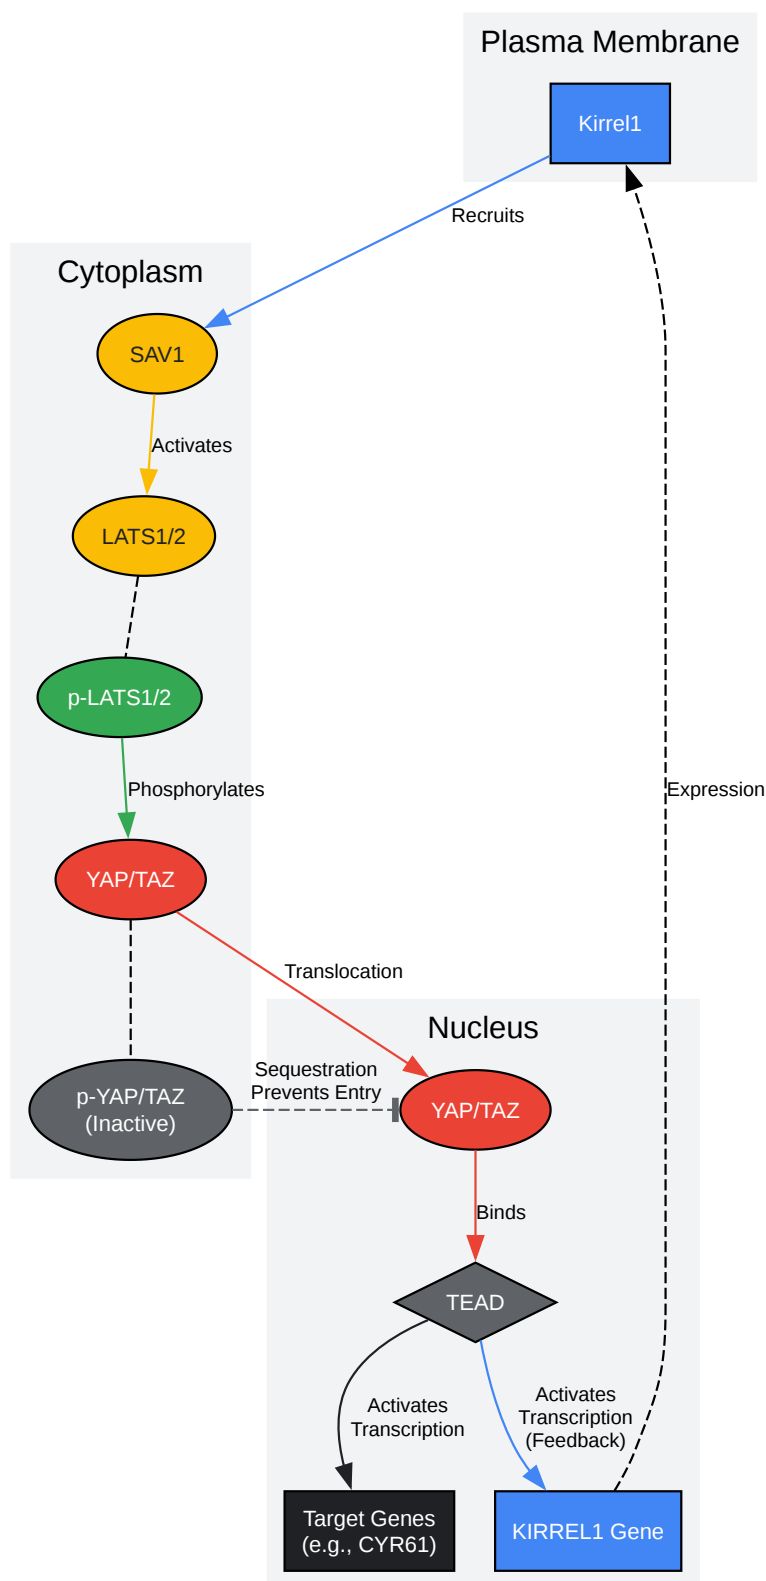 Plasma Membrane
Kirrel1
Recruits
Cytoplasm
SAV1
Activates
LATS1/2
p-LATS1/2
Phosphorylates
Expression
YAP/TAZ
Translocation
Nucleus
Sequestration
Prevents Entry
p-YAP/TAZ
(Inactive)
YAP/TAZ
Binds
TEAD
Activates
Transcription
Activates
Transcription
(Feedback)
Target Genes
(e.g., CYR61)
KIRREL1 Gene